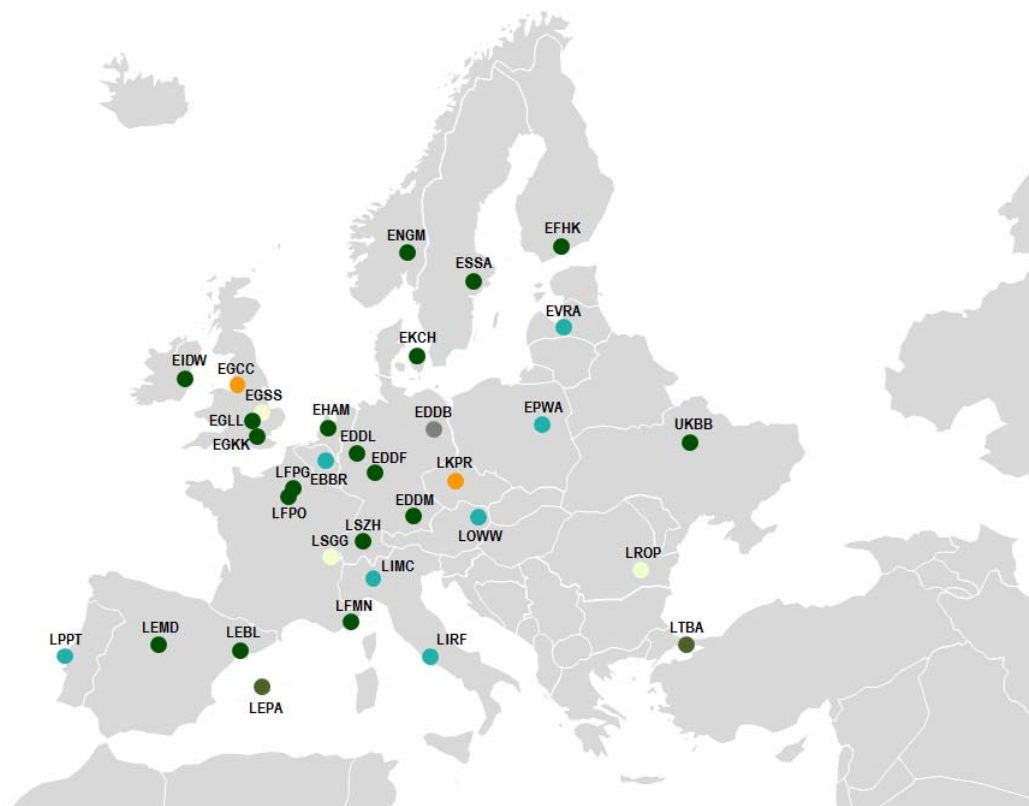 EFHK
ENGM
ESSA
EVRA
EKCH
EIDW
EGCC
EGSS
EHAM
EDDB
EPWA
EGLL
UKBB
EGKK
EDDL
EDDF
LKPR
LFPG
EBBR
LFPO
EDDM
LSZH
LOWW
LSGG
LROP
LIMC
LFMN
LPPT
LEMD
LEBL
LIRF
LTBA
LEPA